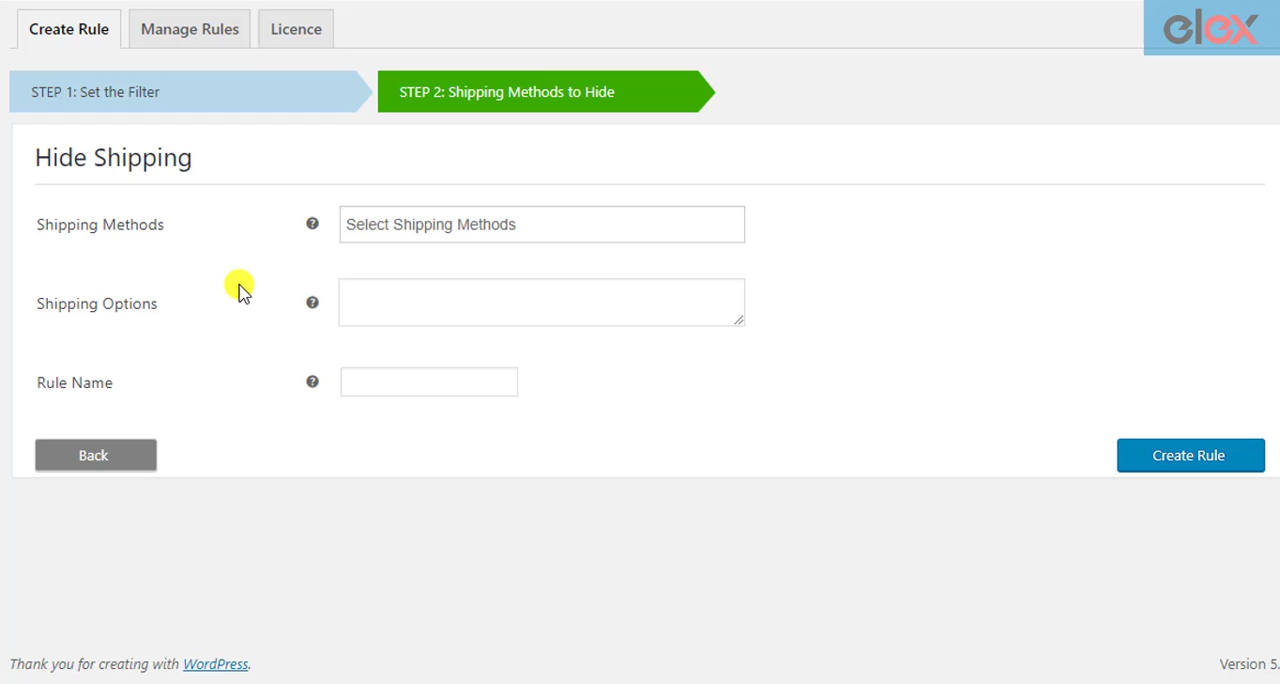 Create Rule
Manage Rules
Licence
elex
STEP 1: Set the Filter
STEP 2: Shipping Methods to Hide
Hide Shipping
Shipping Methods
Select Shipping Methods
Shipping Options
Rule Name
Back
Create Rule
Thank you for creating with WordPress.
Version 5.